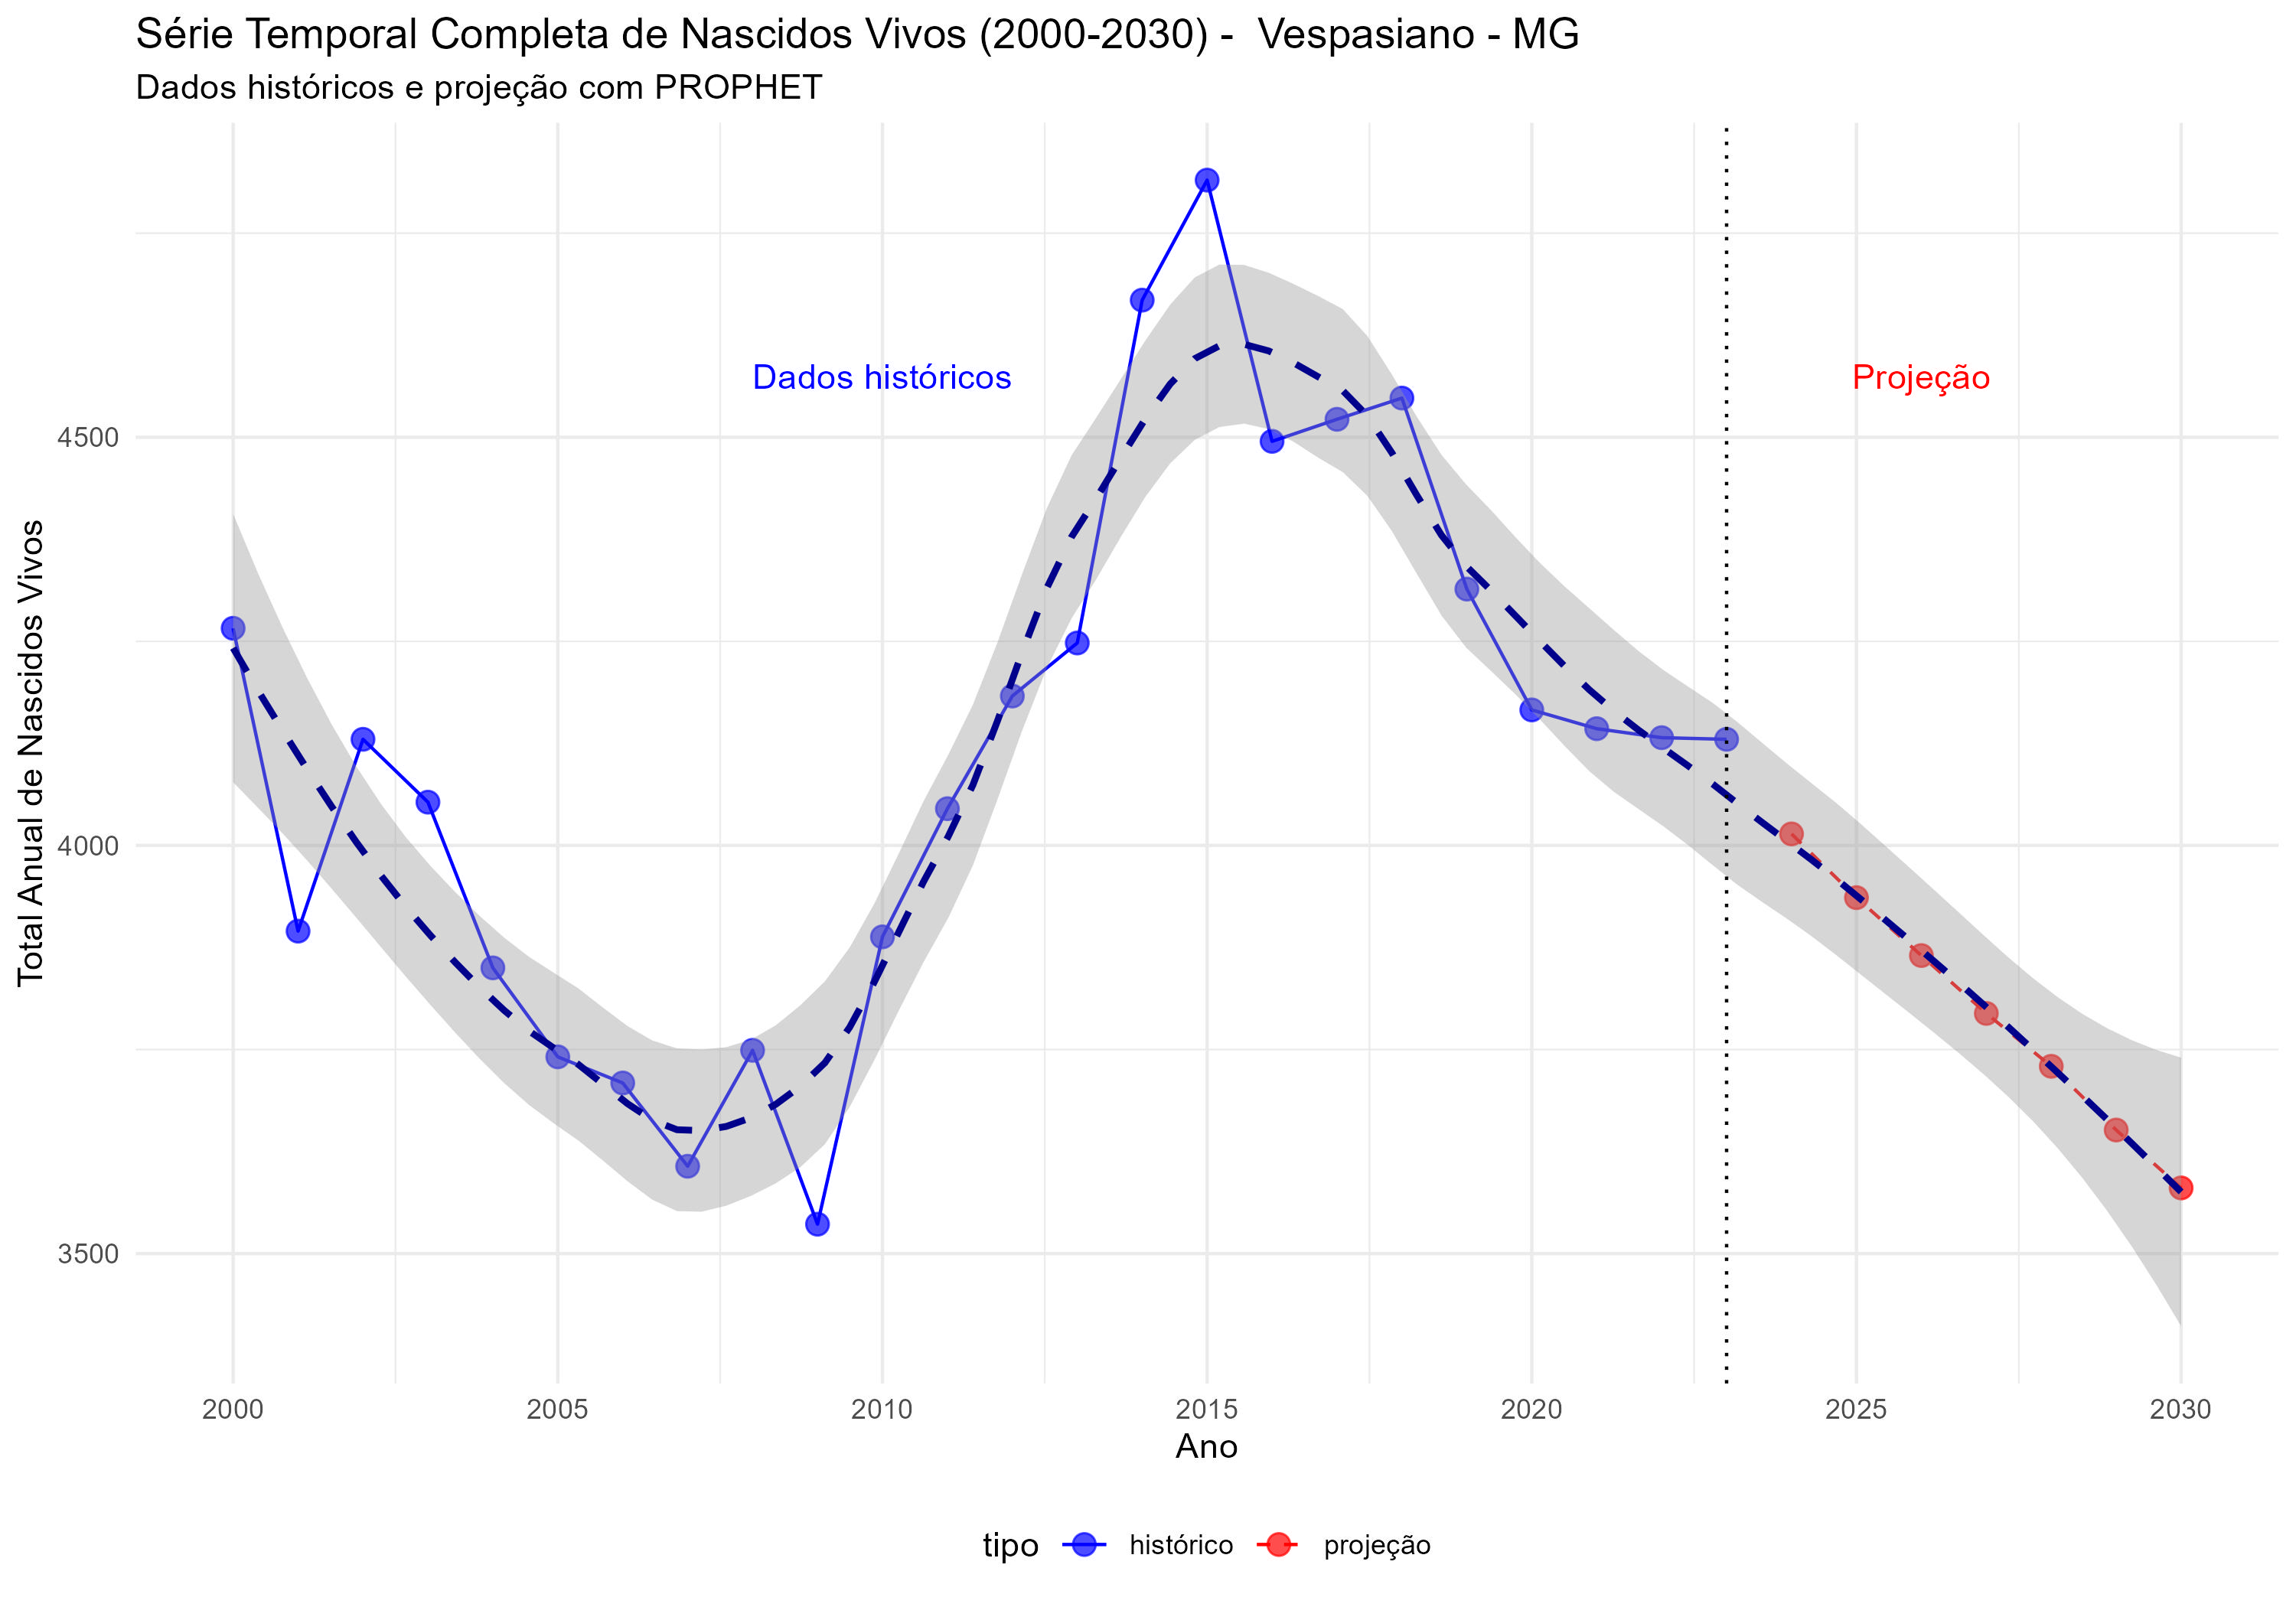 Série Temporal Completa de Nascidos Vivos (2000-2030) -  Vespasiano - MG
Dados históricos e projeção com PROPHET
Total Anual de Nascidos Vivos
4500
4000
3500
Dados históricos
Projeção
2000 2005 2010 2015 2020 2025 2030
Ano
tipo histórico projeção